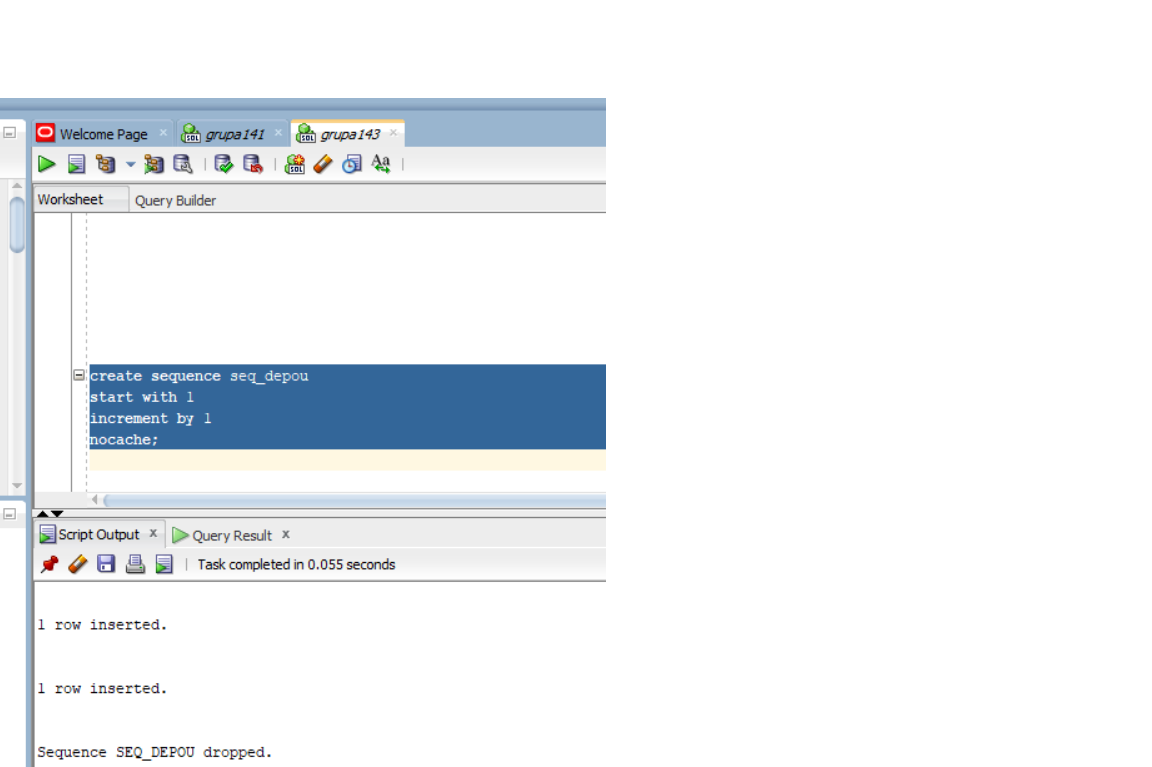 Welcome Page grupa141 grupa143
Worksheet Query Builder
create sequence seq_depou
start with 1
increment by 1
nocache;
Script Output x Query Result x
Task completed in 0.055 seconds
1 row inserted.
1 row inserted.
Sequence SEQ_DEPOU dropped.